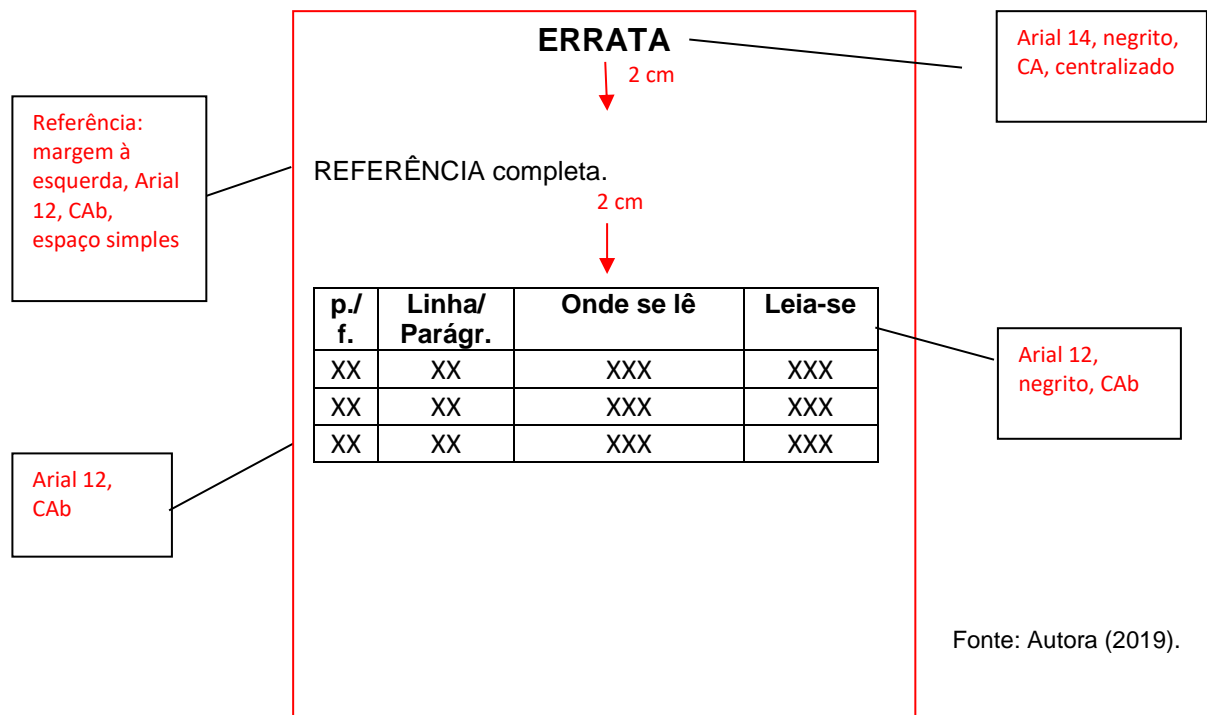 ERRATA
Arial 14, negrito,
CA, centralizado
2 cm
Referência:
margem à
esquerda, Arial
12, CAb,
espaço simples
REFERÊNCIA completa.
2 cm
p./ Linha/ Onde se lê Leia-se
f. Parágr.
XX XX XXX XXX
XX XX XXX XXX
XX XX XXX XXX
Arial 12,
negrito, CAb
Arial 12,
CAb
Fonte: Autora (2019).